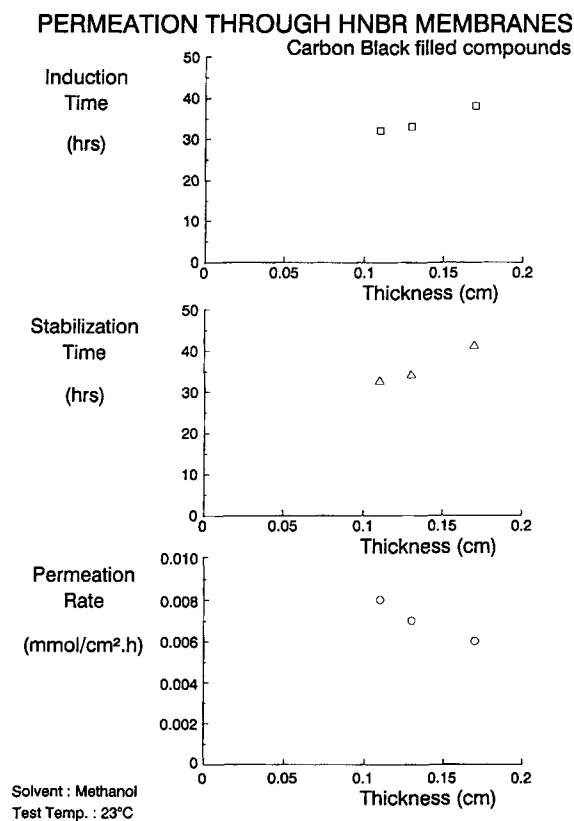 PERMEATION THROUGH HNBR MEMBRANES
Carbon Black filled compounds
Induction
Time
(hrs)
50
40
30
20
10
0
0 0.05 0.1 0.15 0.2
Thickness (cm)
Stabilization
Time
(hrs)
50
40
30
20
10
0
0 0.05 0.1 0.15 0.2
Thickness (cm)
Permeation
Rate
(mmol/cm².h)
0.010
0.008
0.006
0.004
0.002
0
0 0.05 0.1 0.15 0.2
Thickness (cm)
Solvent : Methanol
Test Temp. : 23°C